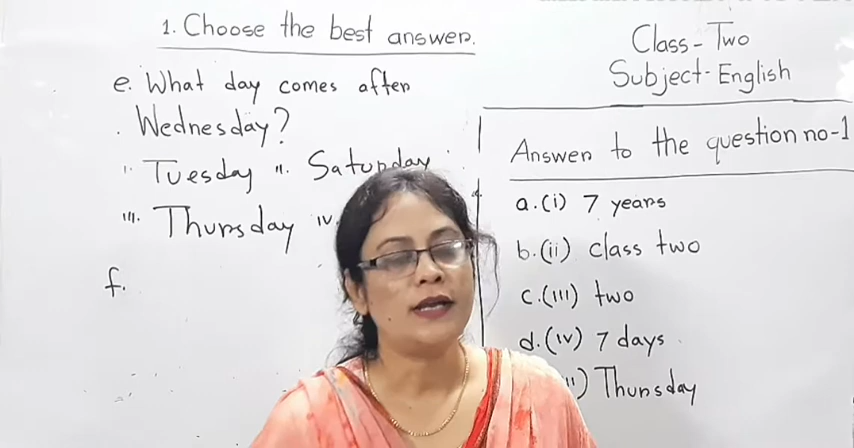 1. Choose the best answer.
e. What day comes after
Wednesday?
i. Tuesday ii. Saturday
iii. Thursday iv.
f.
Class-Two
Subject-English
Answer to the question no-1
a.(i) 7 years
b.(ii) class two
c.(iii) two
d.(iv) 7 days
Thursday